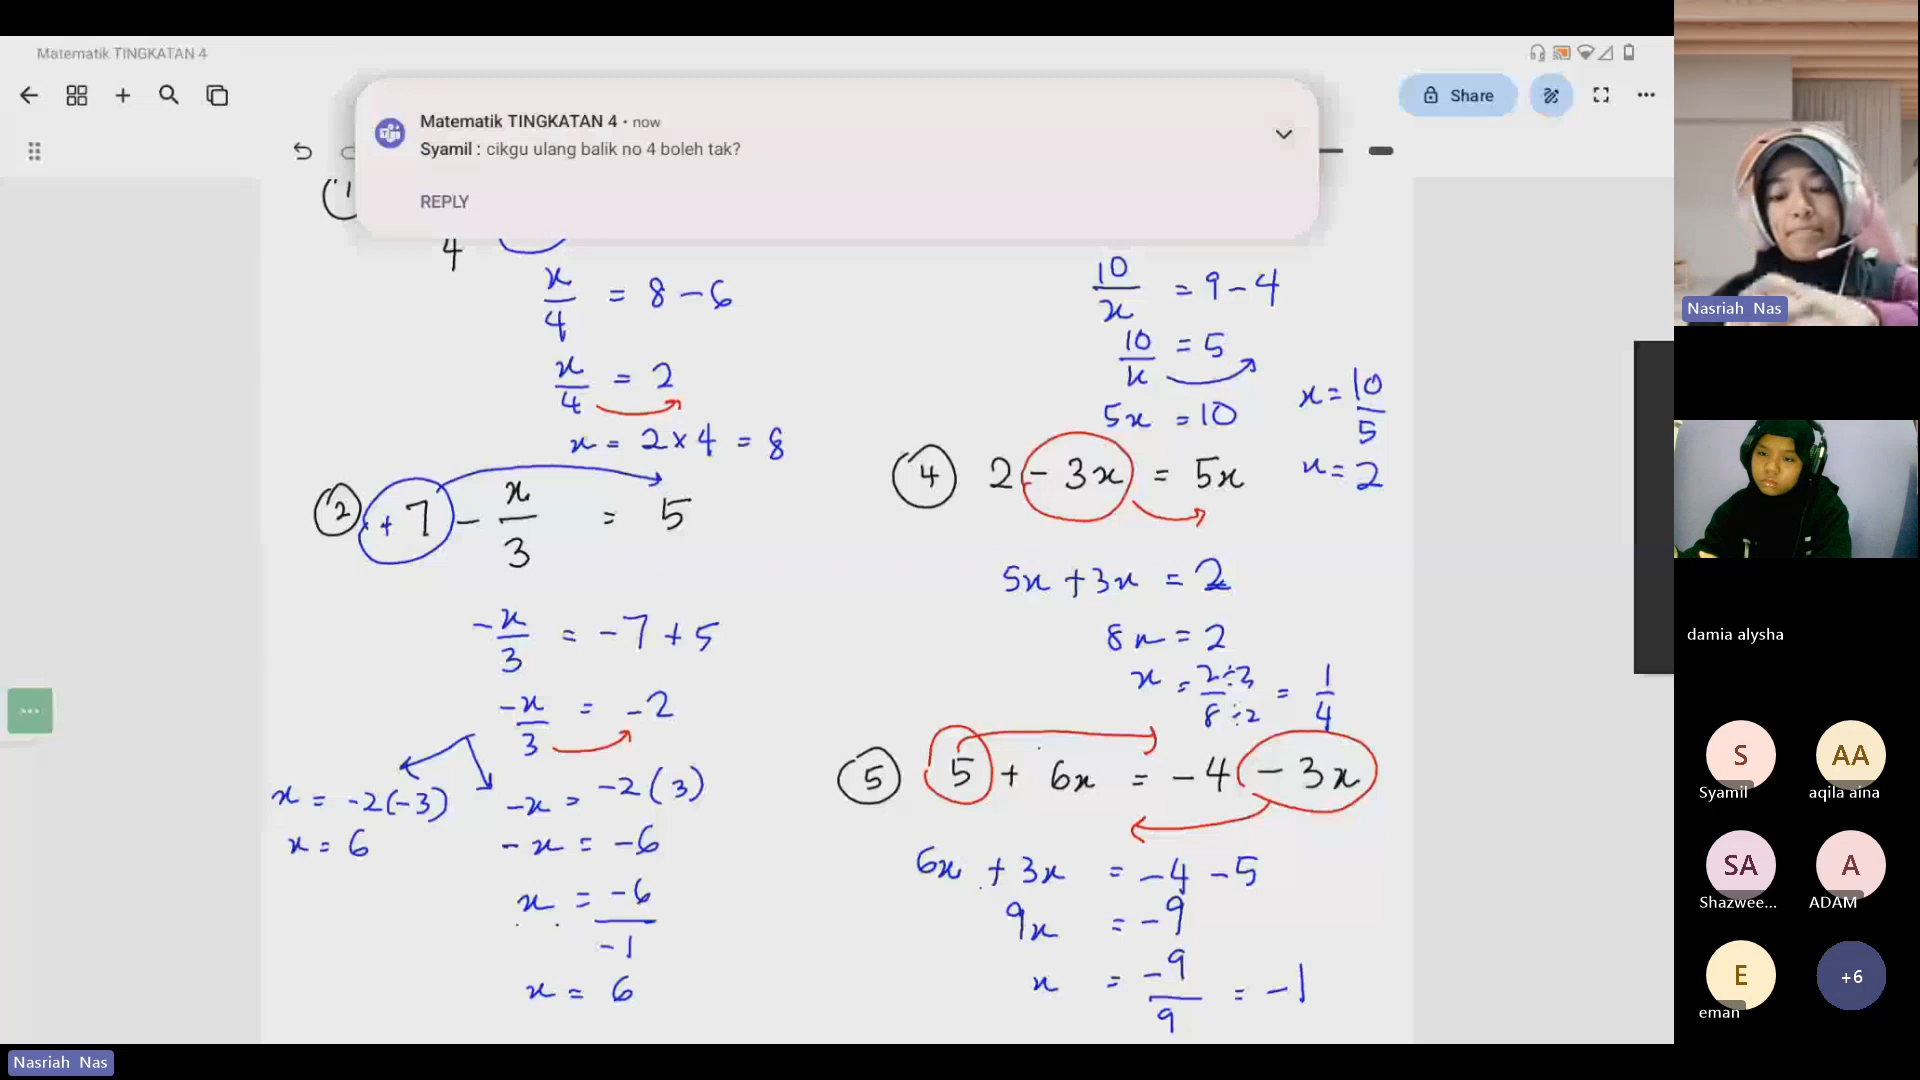 Matematik TINGKATAN 4
Share
Matematik TINGKATAN 4 • now
Syamil : cikgu ulang balik no 4 boleh tak?
REPLY
①
4
x/4 = 8 - 6
x/4 = 2
x = 2 × 4 = 8
② +7 - x/3 = 5
-x/3 = -7 + 5
-x/3 = -2
x = -2(-3)
x = 6
-x = -2(3)
-x = -6
x = -6/-1
x = 6
10/x = 9 - 4
10/x = 5
5x = 10
x = 10/5
x = 2
④ 2 - 3x = 5x
5x + 3x = 2
8x = 2
x = 2÷2/8÷2 = 1/4
⑤ 5 + 6x = -4 - 3x
6x + 3x = -4 - 5
9x = -9
x = -9/9 = -1
Nasriah Nas
damia alysha
S
Syamil
AA
aqila aina
SA
Shazwee...
A
ADAM
E
eman
+6
Nasriah Nas